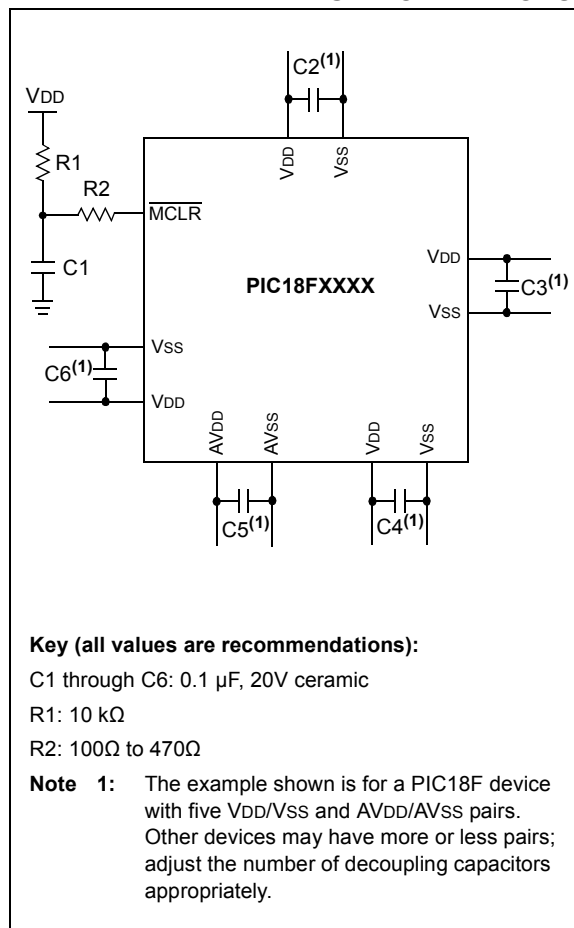 C2(1)
VDD
VDD
VSS
R1
R2
MCLR
C1
PIC18FXXXX
VDD
C3(1)
VSS
VSS
C6(1)
VDD
AVDD
AVSS
VDD
VSS
C5(1)
C4(1)
Key (all values are recommendations):
C1 through C6: 0.1 µF, 20V ceramic
R1: 10 kΩ
R2: 100Ω to 470Ω
Note 1: The example shown is for a PIC18F device
with five VDD/VSS and AVDD/AVSS pairs.
Other devices may have more or less pairs;
adjust the number of decoupling capacitors
appropriately.